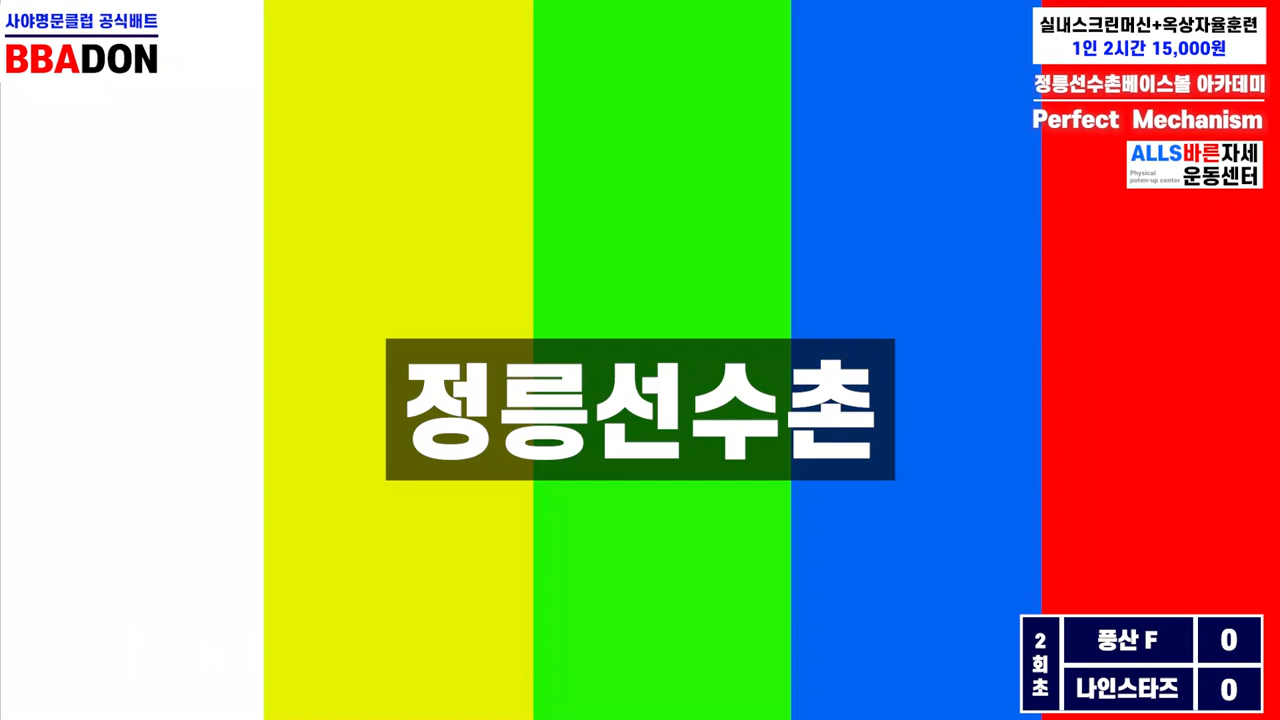 사야명문클럽 공식배트
BBADON
실내스크린머신+옥상자율훈련
1인 2시간 15,000원
정릉선수촌베이스볼 아카데미
Perfect Mechanism
ALLS바른자세
Physical
poten-up center
운동센터
정릉선수촌
2회초
풍산 F 0
나인스타즈 0